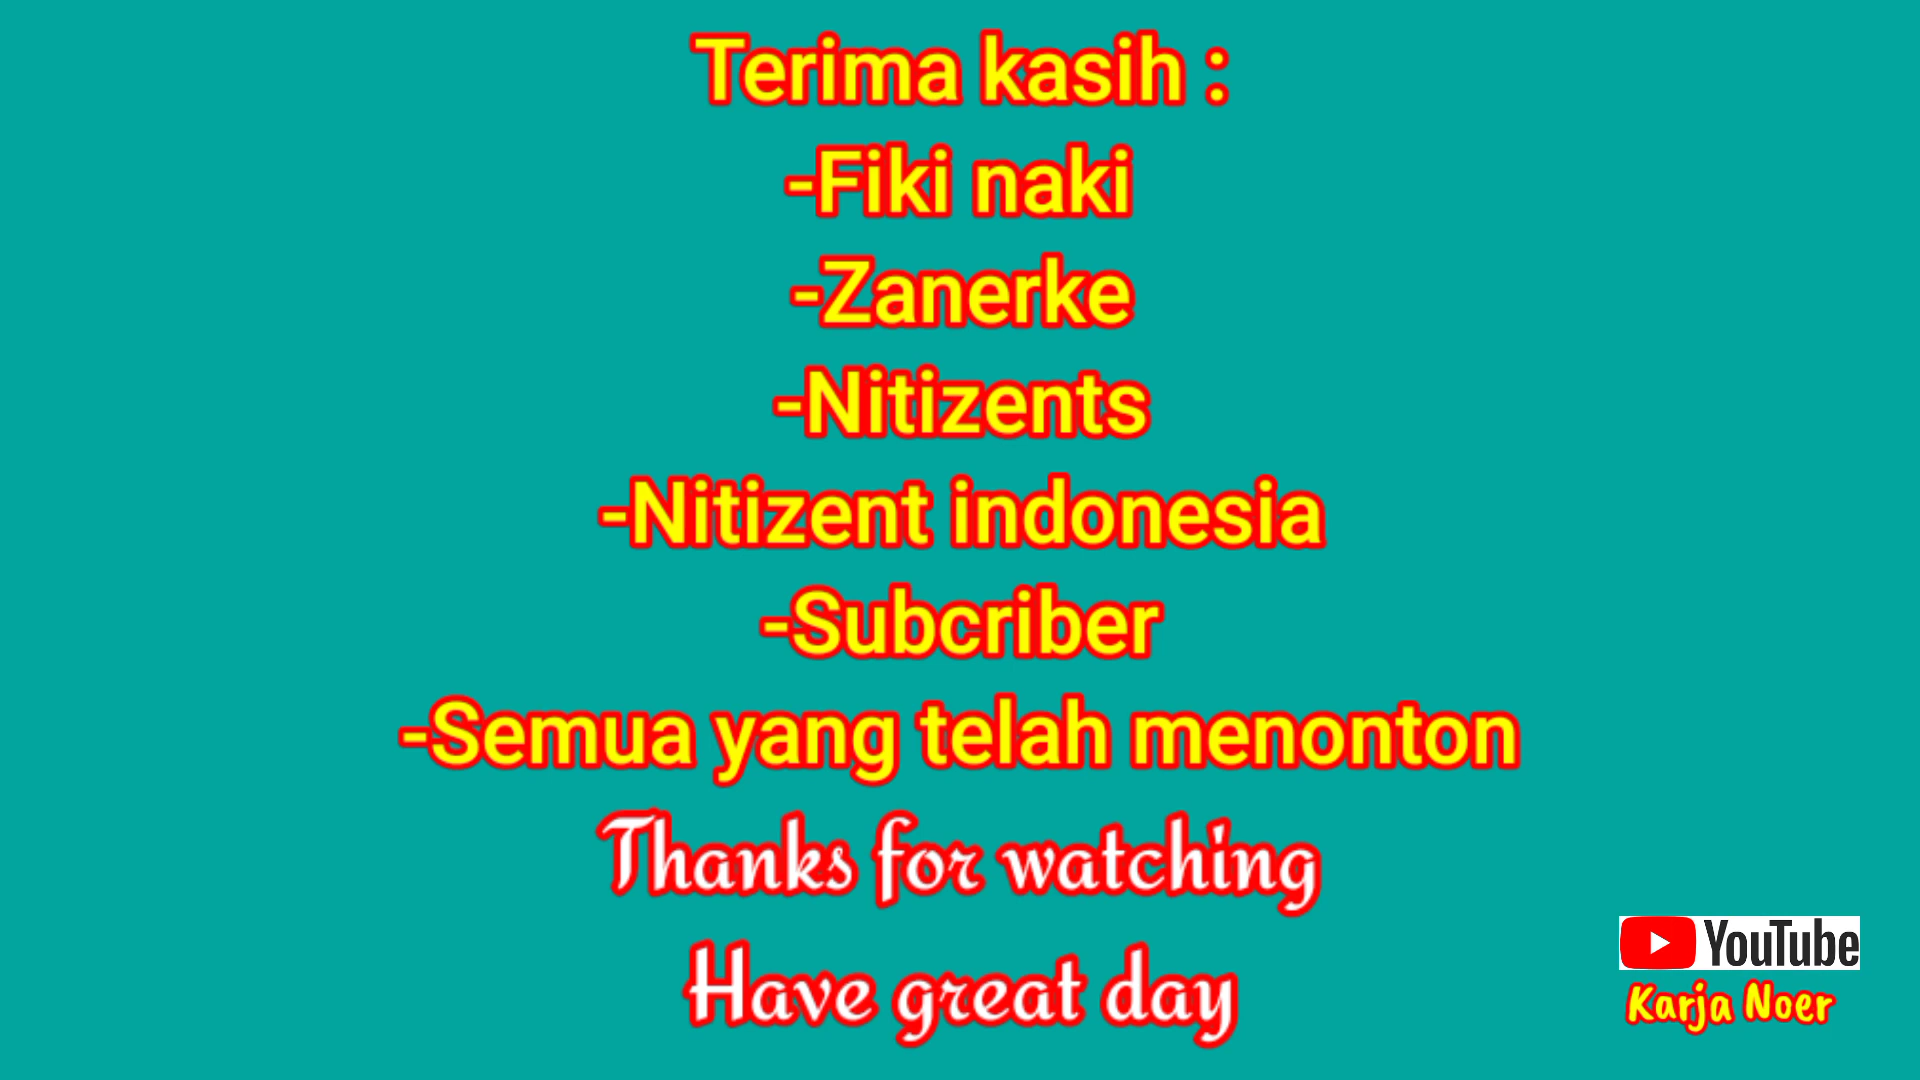 Terima kasih :
-Fiki naki
-Zanerke
-Nitizents
-Nitizent indonesia
-Subcriber
-Semua yang telah menonton
Thanks for watching
Have great day
YouTube
Karja Noer